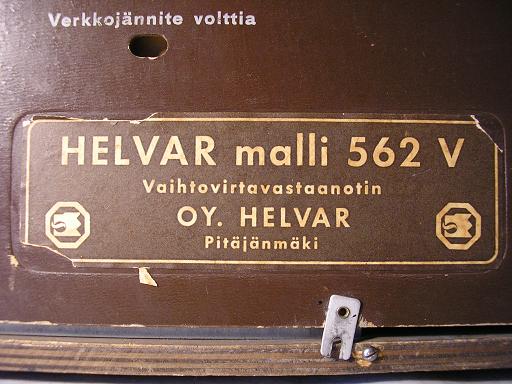 Verkkojännite volttia
HELVAR malli 562 V
Vaihtovirtavastaanotin
OY. HELVAR
Pitäjänmäki